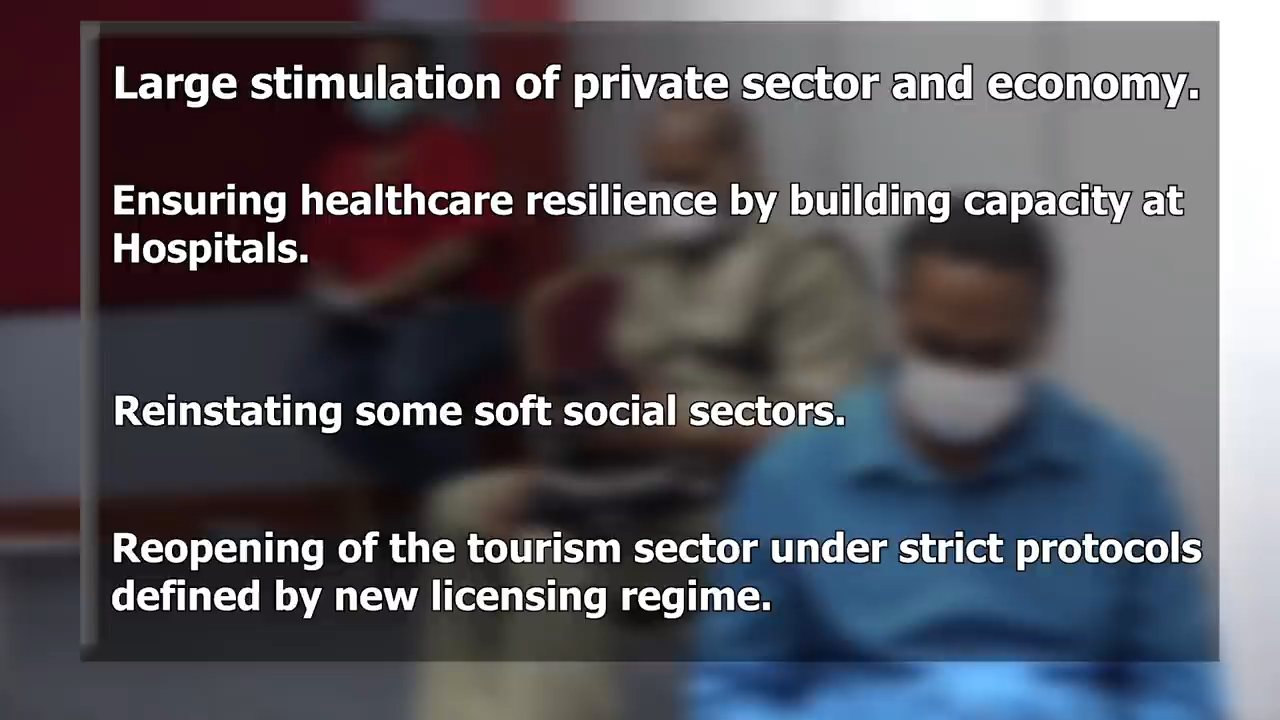 Large stimulation of private sector and economy.
Ensuring healthcare resilience by building capacity at
Hospitals.
Reinstating some soft social sectors.
Reopening of the tourism sector under strict protocols
defined by new licensing regime.